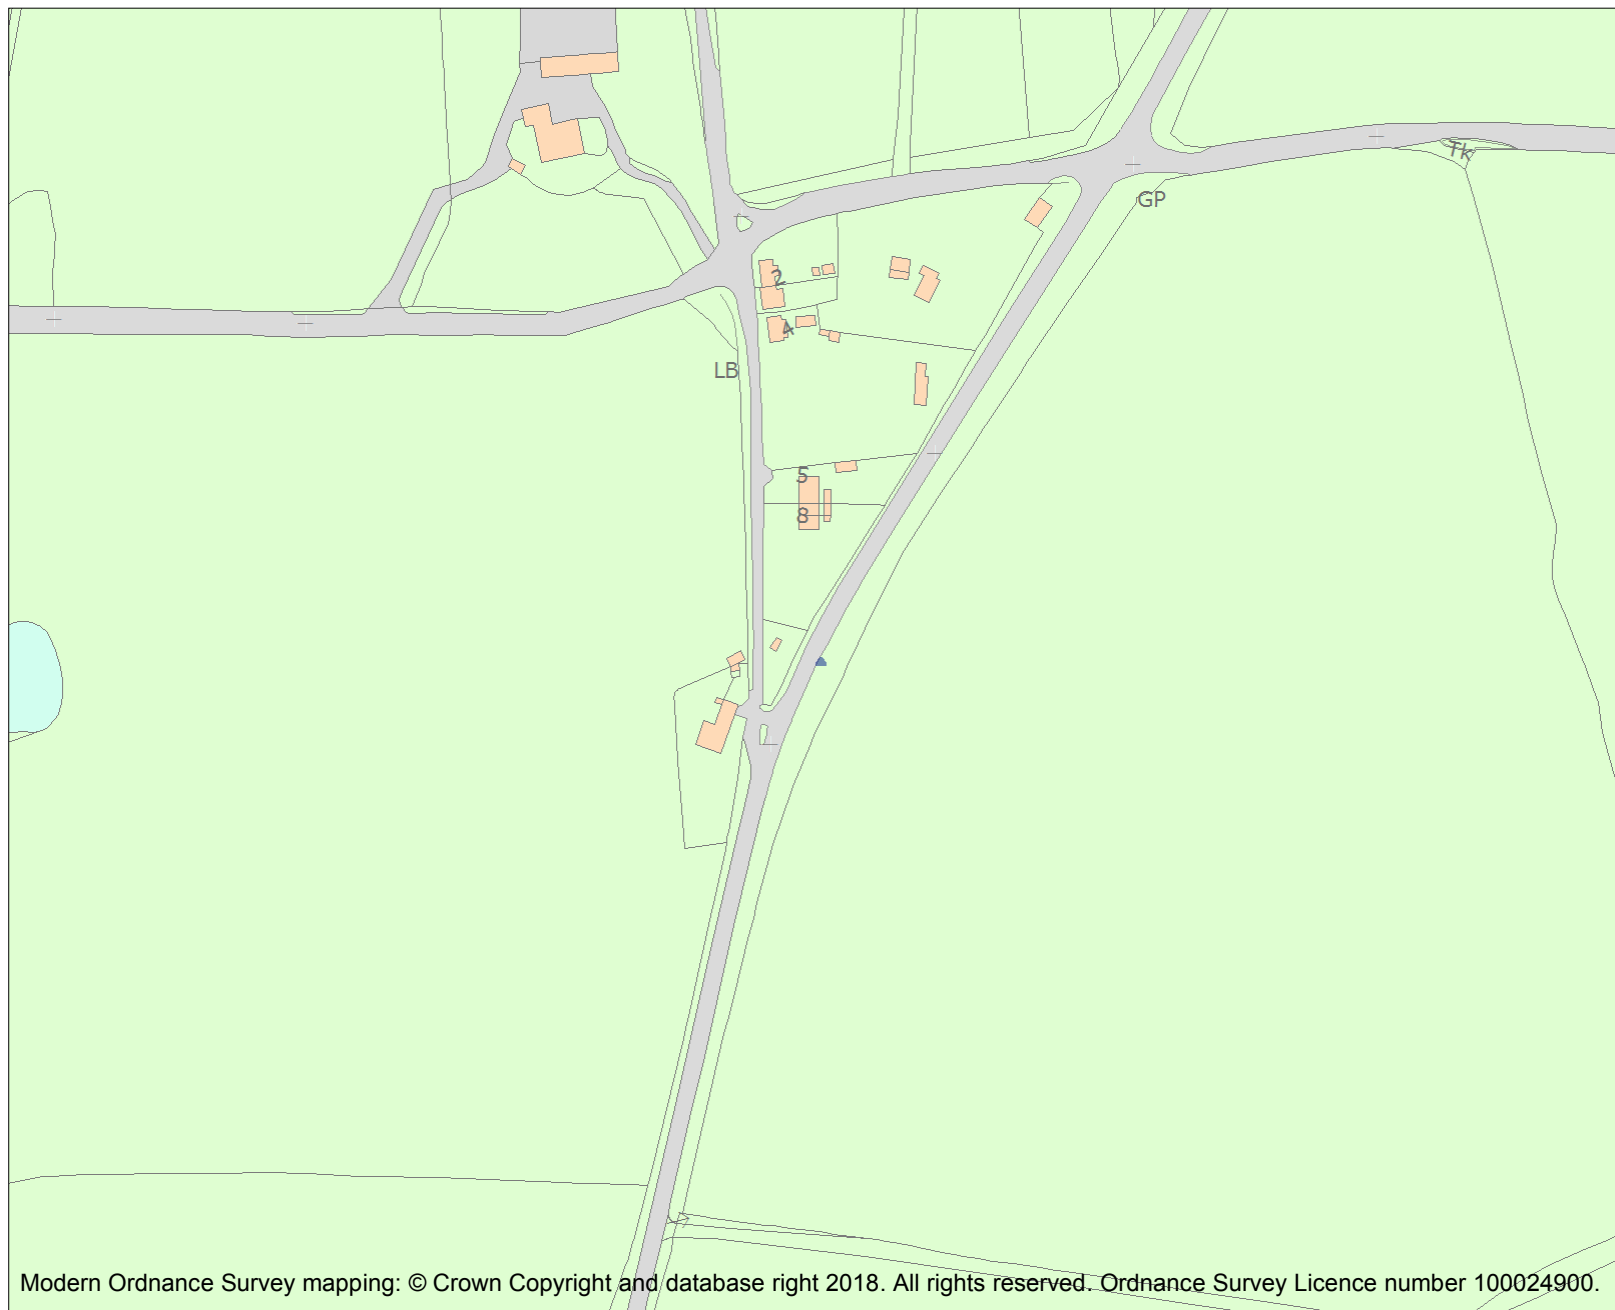 Tk
GP
2
4
LB
5
8
Modern Ordnance Survey mapping: © Crown Copyright and database right 2018. All rights reserved. Ordnance Survey Licence number 100024900.